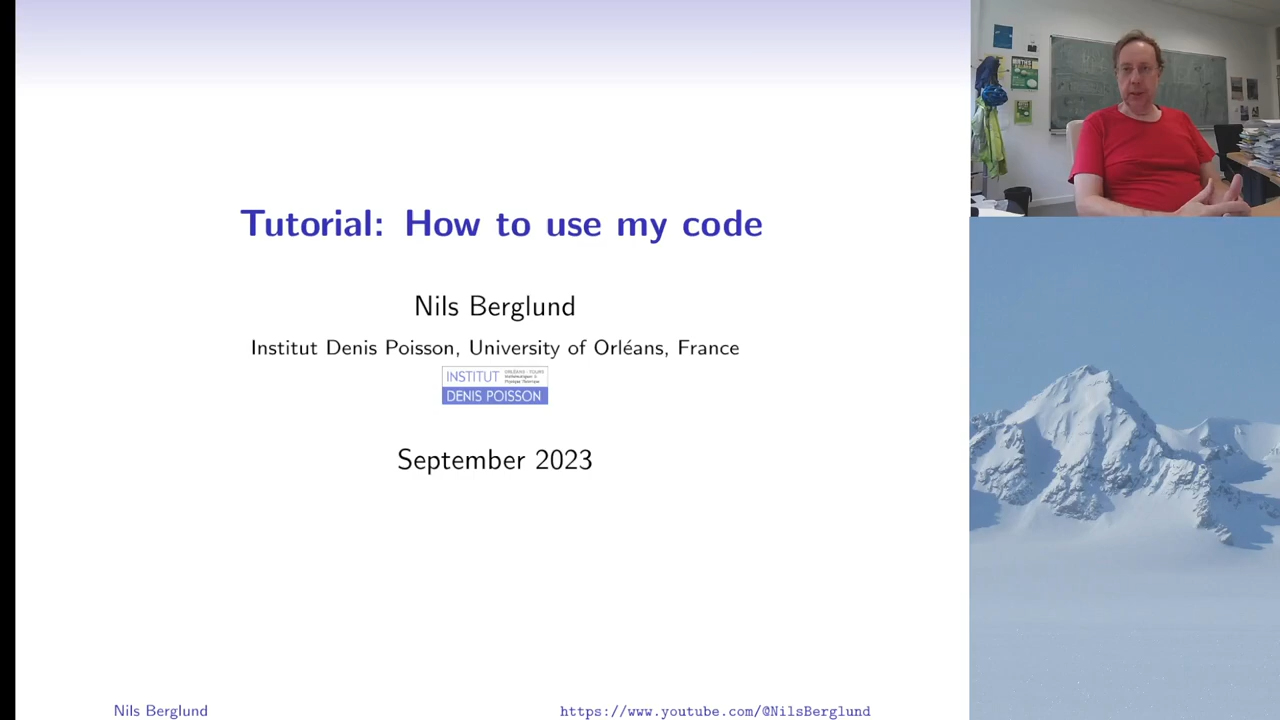 Tutorial: How to use my code
Nils Berglund
Institut Denis Poisson, University of Orléans, France
INSTITUT
DENIS POISSON
September 2023
Nils Berglund
https://www.youtube.com/@NilsBerglund